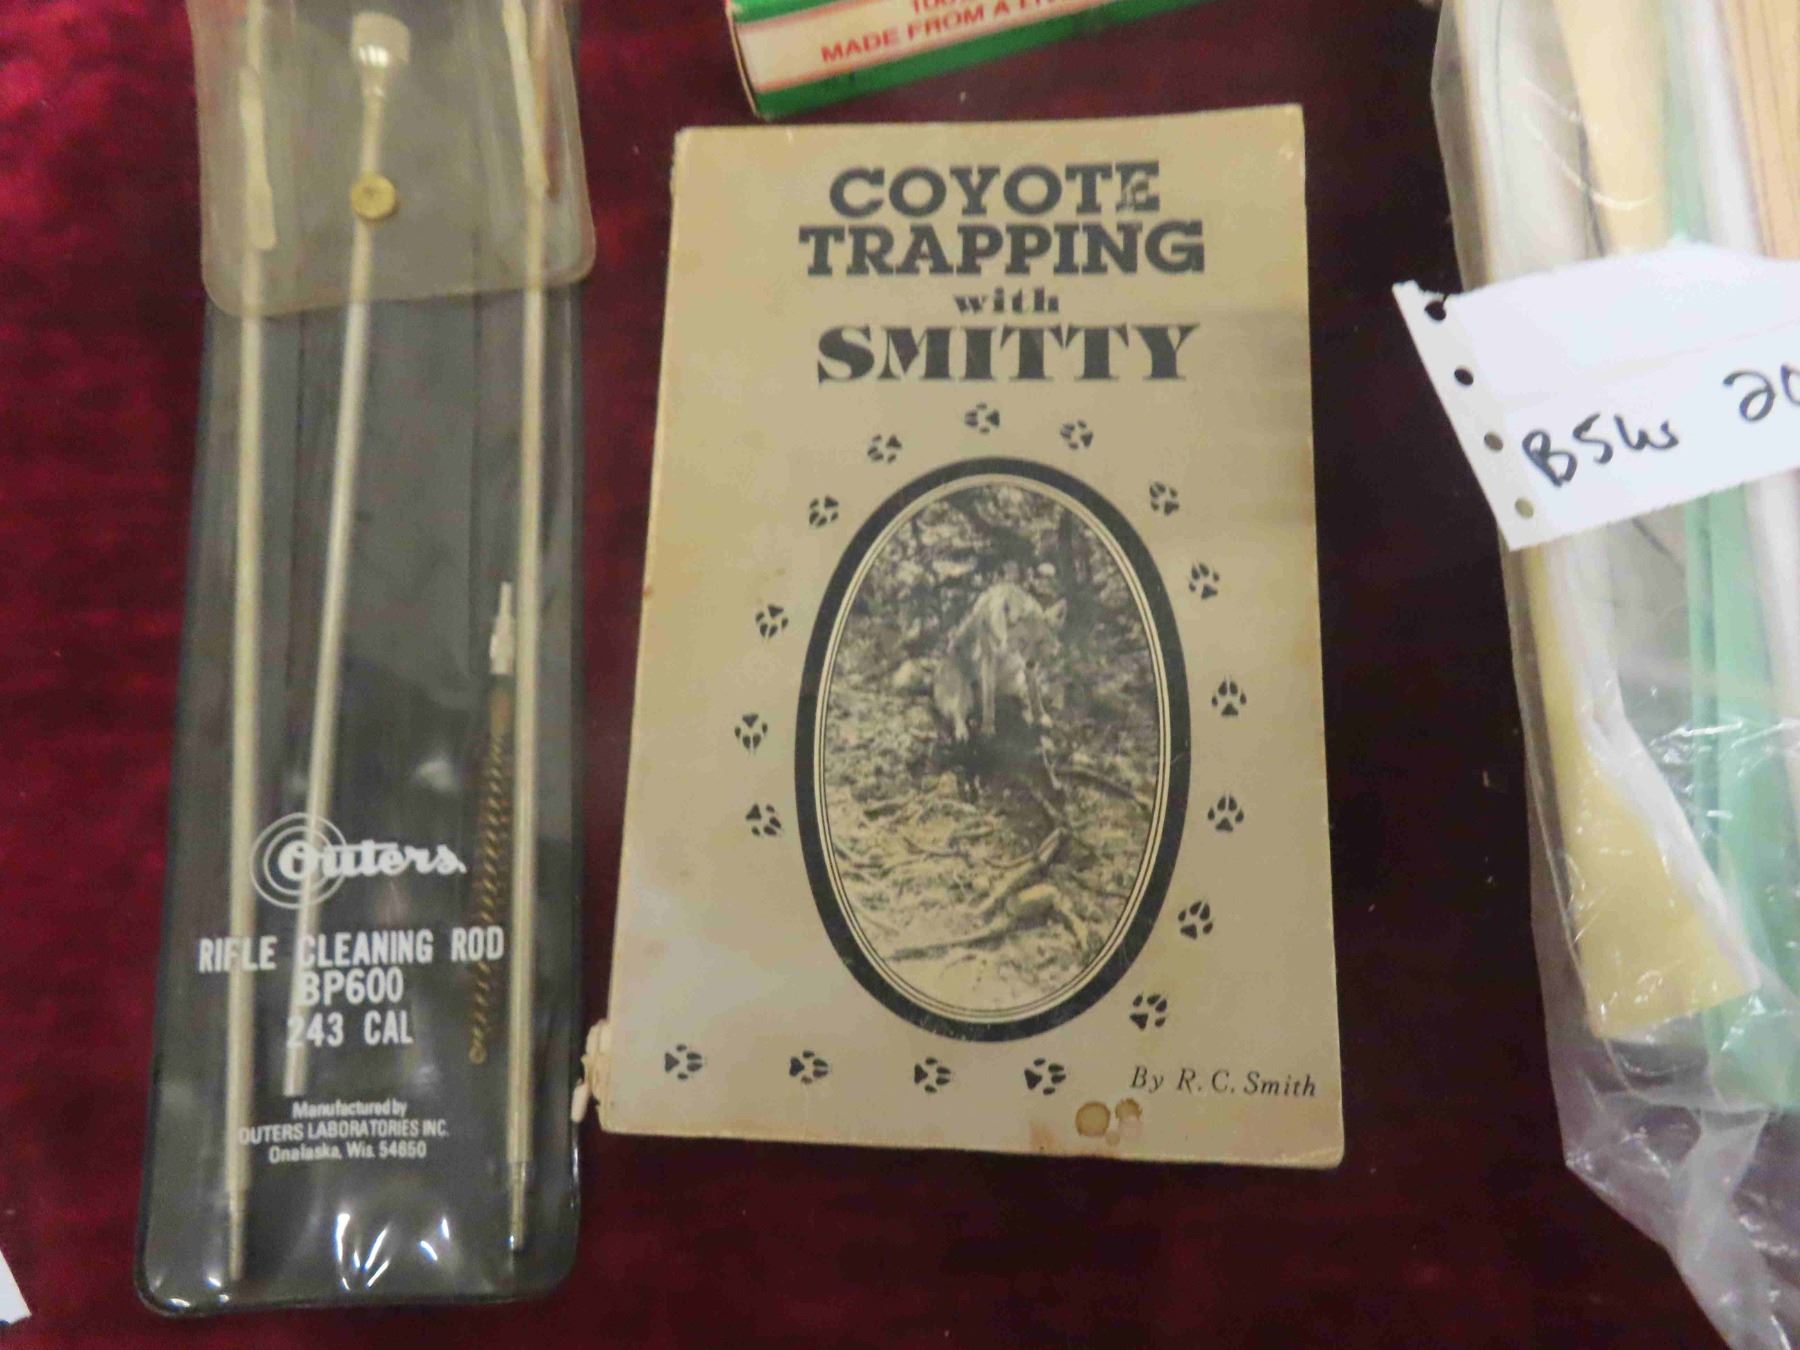 MADE FROM A
COYOTE
TRAPPING
with
SMITTY
By R. C. Smith
Outers
RIFLE CLEANING ROD
BP600
243 CAL
Manufactured by
OUTERS LABORATORIES INC.
Onalaska, Wis. 54650
20